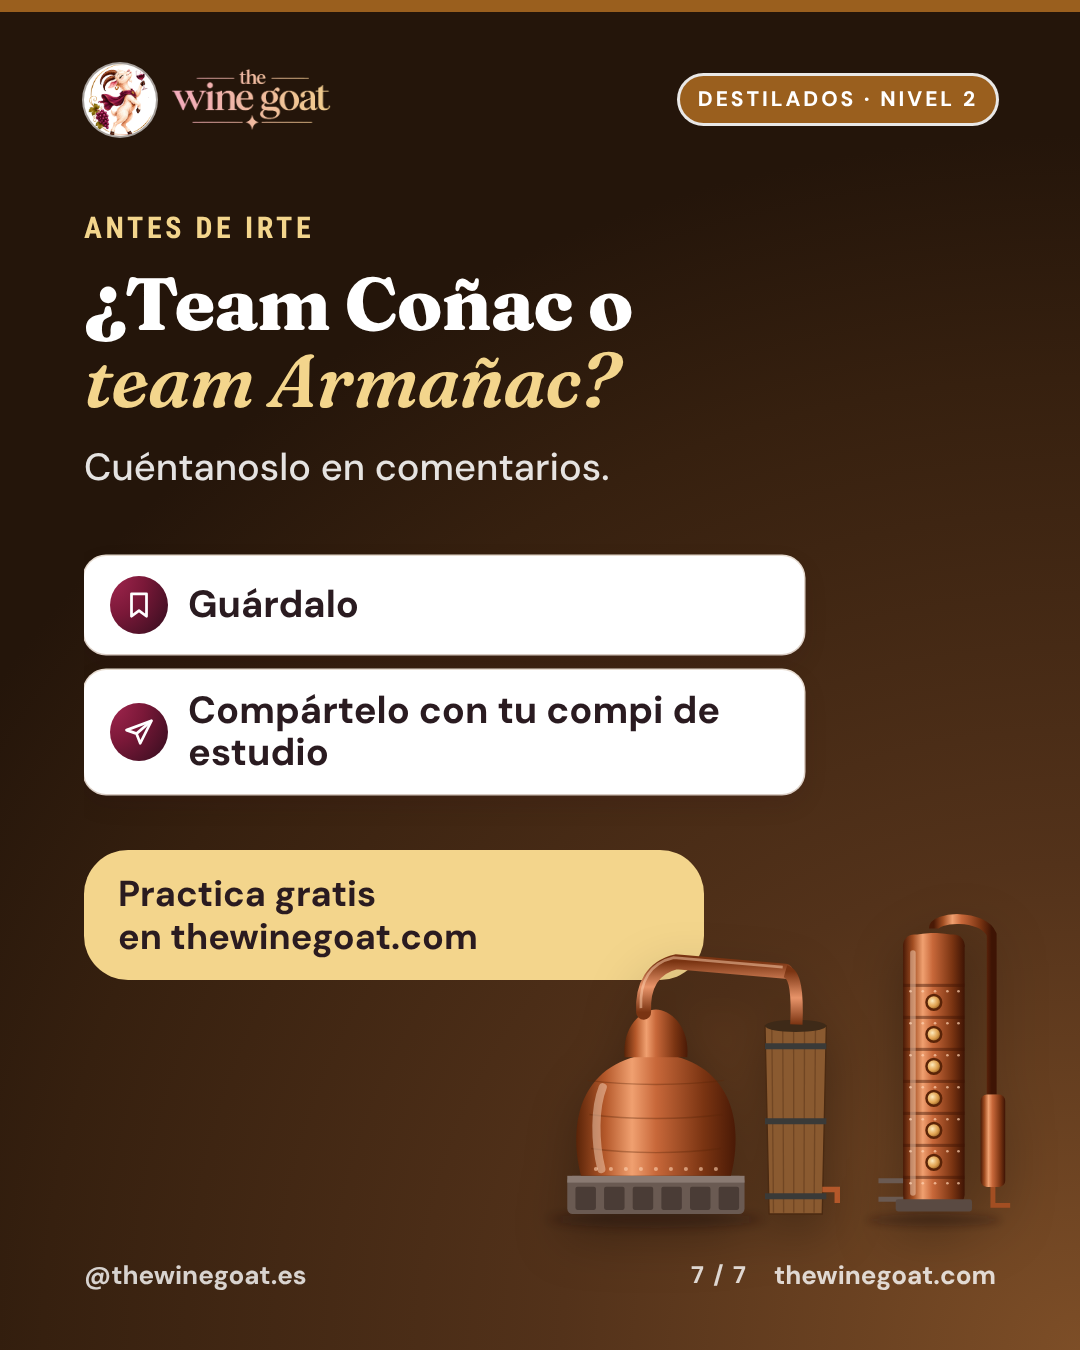 the
wine goat
DESTILADOS · NIVEL 2
ANTES DE IRTE
¿Team Coñac o
team Armañac?
Cuéntanoslo en comentarios.
Guárdalo
Compártelo con tu compi de
estudio
Practica gratis
en thewinegoat.com
@thewinegoat.es
7 / 7
thewinegoat.com